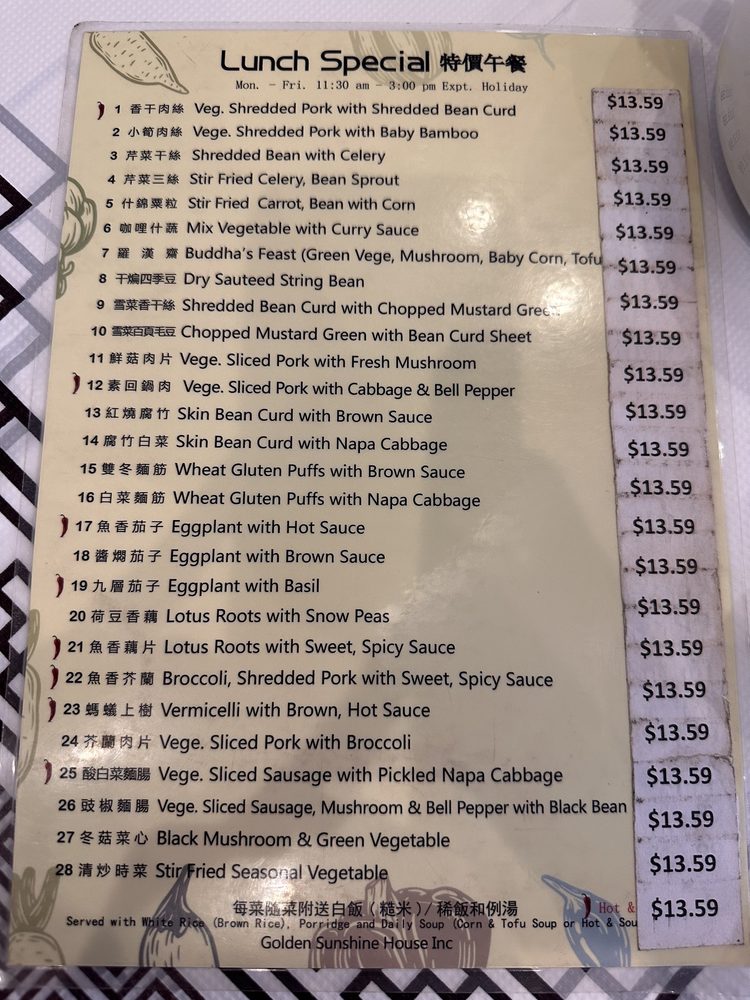 Lunch Special 特價午餐
Mon. - Fri. 11:30 am - 3:00 pm Expt. Holiday
1 香干肉絲 Veg. Shredded Pork with Shredded Bean Curd $13.59
2 小筍肉絲 Vege. Shredded Pork with Baby Bamboo $13.59
3 芹菜干絲 Shredded Bean with Celery $13.59
4 芹菜三絲 Stir Fried Celery, Bean Sprout $13.59
5 什錦粟粒 Stir Fried Carrot, Bean with Corn $13.59
6 咖哩什蔬 Mix Vegetable with Curry Sauce $13.59
7 羅漢齋 Buddha's Feast (Green Vege, Mushroom, Baby Corn, Tofu $13.59
8 干煸四季豆 Dry Sauteed String Bean $13.59
9 雪菜香干絲 Shredded Bean Curd with Chopped Mustard Green $13.59
10 雪菜百頁毛豆 Chopped Mustard Green with Bean Curd Sheet $13.59
11 鮮菇肉片 Vege. Sliced Pork with Fresh Mushroom $13.59
12 素回鍋肉 Vege. Sliced Pork with Cabbage & Bell Pepper $13.59
13 紅燒腐竹 Skin Bean Curd with Brown Sauce $13.59
14 腐竹白菜 Skin Bean Curd with Napa Cabbage $13.59
15 雙冬麵筋 Wheat Gluten Puffs with Brown Sauce $13.59
16 白菜麵筋 Wheat Gluten Puffs with Napa Cabbage $13.59
17 魚香茄子 Eggplant with Hot Sauce $13.59
18 醬燜茄子 Eggplant with Brown Sauce $13.59
19 九層茄子 Eggplant with Basil $13.59
20 荷豆香藕 Lotus Roots with Snow Peas $13.59
21 魚香藕片 Lotus Roots with Sweet, Spicy Sauce $13.59
22 魚香芥蘭 Broccoli, Shredded Pork with Sweet, Spicy Sauce $13.59
23 螞蟻上樹 Vermicelli with Brown, Hot Sauce $13.59
24 芥蘭肉片 Vege. Sliced Pork with Broccoli $13.59
25 酸白菜麵腸 Vege. Sliced Sausage with Pickled Napa Cabbage $13.59
26 豉椒麵腸 Vege. Sliced Sausage, Mushroom & Bell Pepper with Black Bean $13.59
27 冬菇菜心 Black Mushroom & Green Vegetable $13.59
28 清炒時菜 Stir Fried Seasonal Vegetable $13.59
每菜隨菜附送白飯(糙米)/稀飯和例湯 Hot &
Served with White Rice (Brown Rice), Porridge and Daily Soup (Corn & Tofu Soup or Hot & Sou
Golden Sunshine House Inc